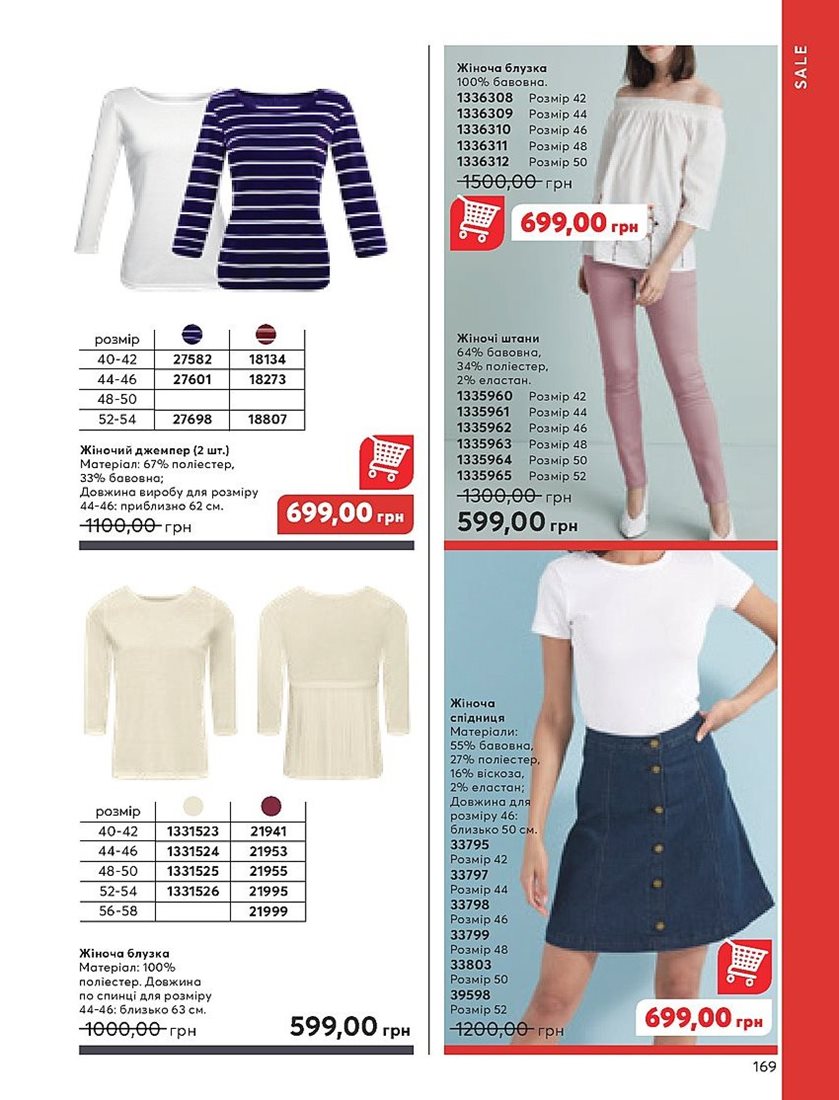 SALE
розмір
40-42 27582 18134
44-46 27601 18273
48-50
52-54 27698 18807
Жіночий джемпер (2 шт.)
Матеріал: 67% поліестер,
33% бавовна;
Довжина виробу для розміру
44-46: приблизно 62 см.
1100,00 грн
699,00 грн
розмір
40-42 1331523 21941
44-46 1331524 21953
48-50 1331525 21955
52-54 1331526 21995
56-58 21999
Жіноча блузка
Матеріал: 100%
поліестер. Довжина
по спинці для розміру
44-46: близько 63 см.
1000,00 грн
599,00 грн
Жіноча блузка
100% бавовна.
1336308 Розмір 42
1336309 Розмір 44
1336310 Розмір 46
1336311 Розмір 48
1336312 Розмір 50
1500,00 грн
699,00 грн
Жіночі штани
64% бавовна,
34% поліестер,
2% еластан.
1335960 Розмір 42
1335961 Розмір 44
1335962 Розмір 46
1335963 Розмір 48
1335964 Розмір 50
1335965 Розмір 52
1300,00 грн
599,00 грн
Жіноча
спідниця
Матеріали:
55% бавовна,
27% поліестер,
16% віскоза,
2% еластан;
Довжина для
розміру 46:
близько 50 см.
33795
Розмір 42
33797
Розмір 44
33798
Розмір 46
33799
Розмір 48
33803
Розмір 50
39598
Розмір 52
1200,00 грн
699,00 грн
169